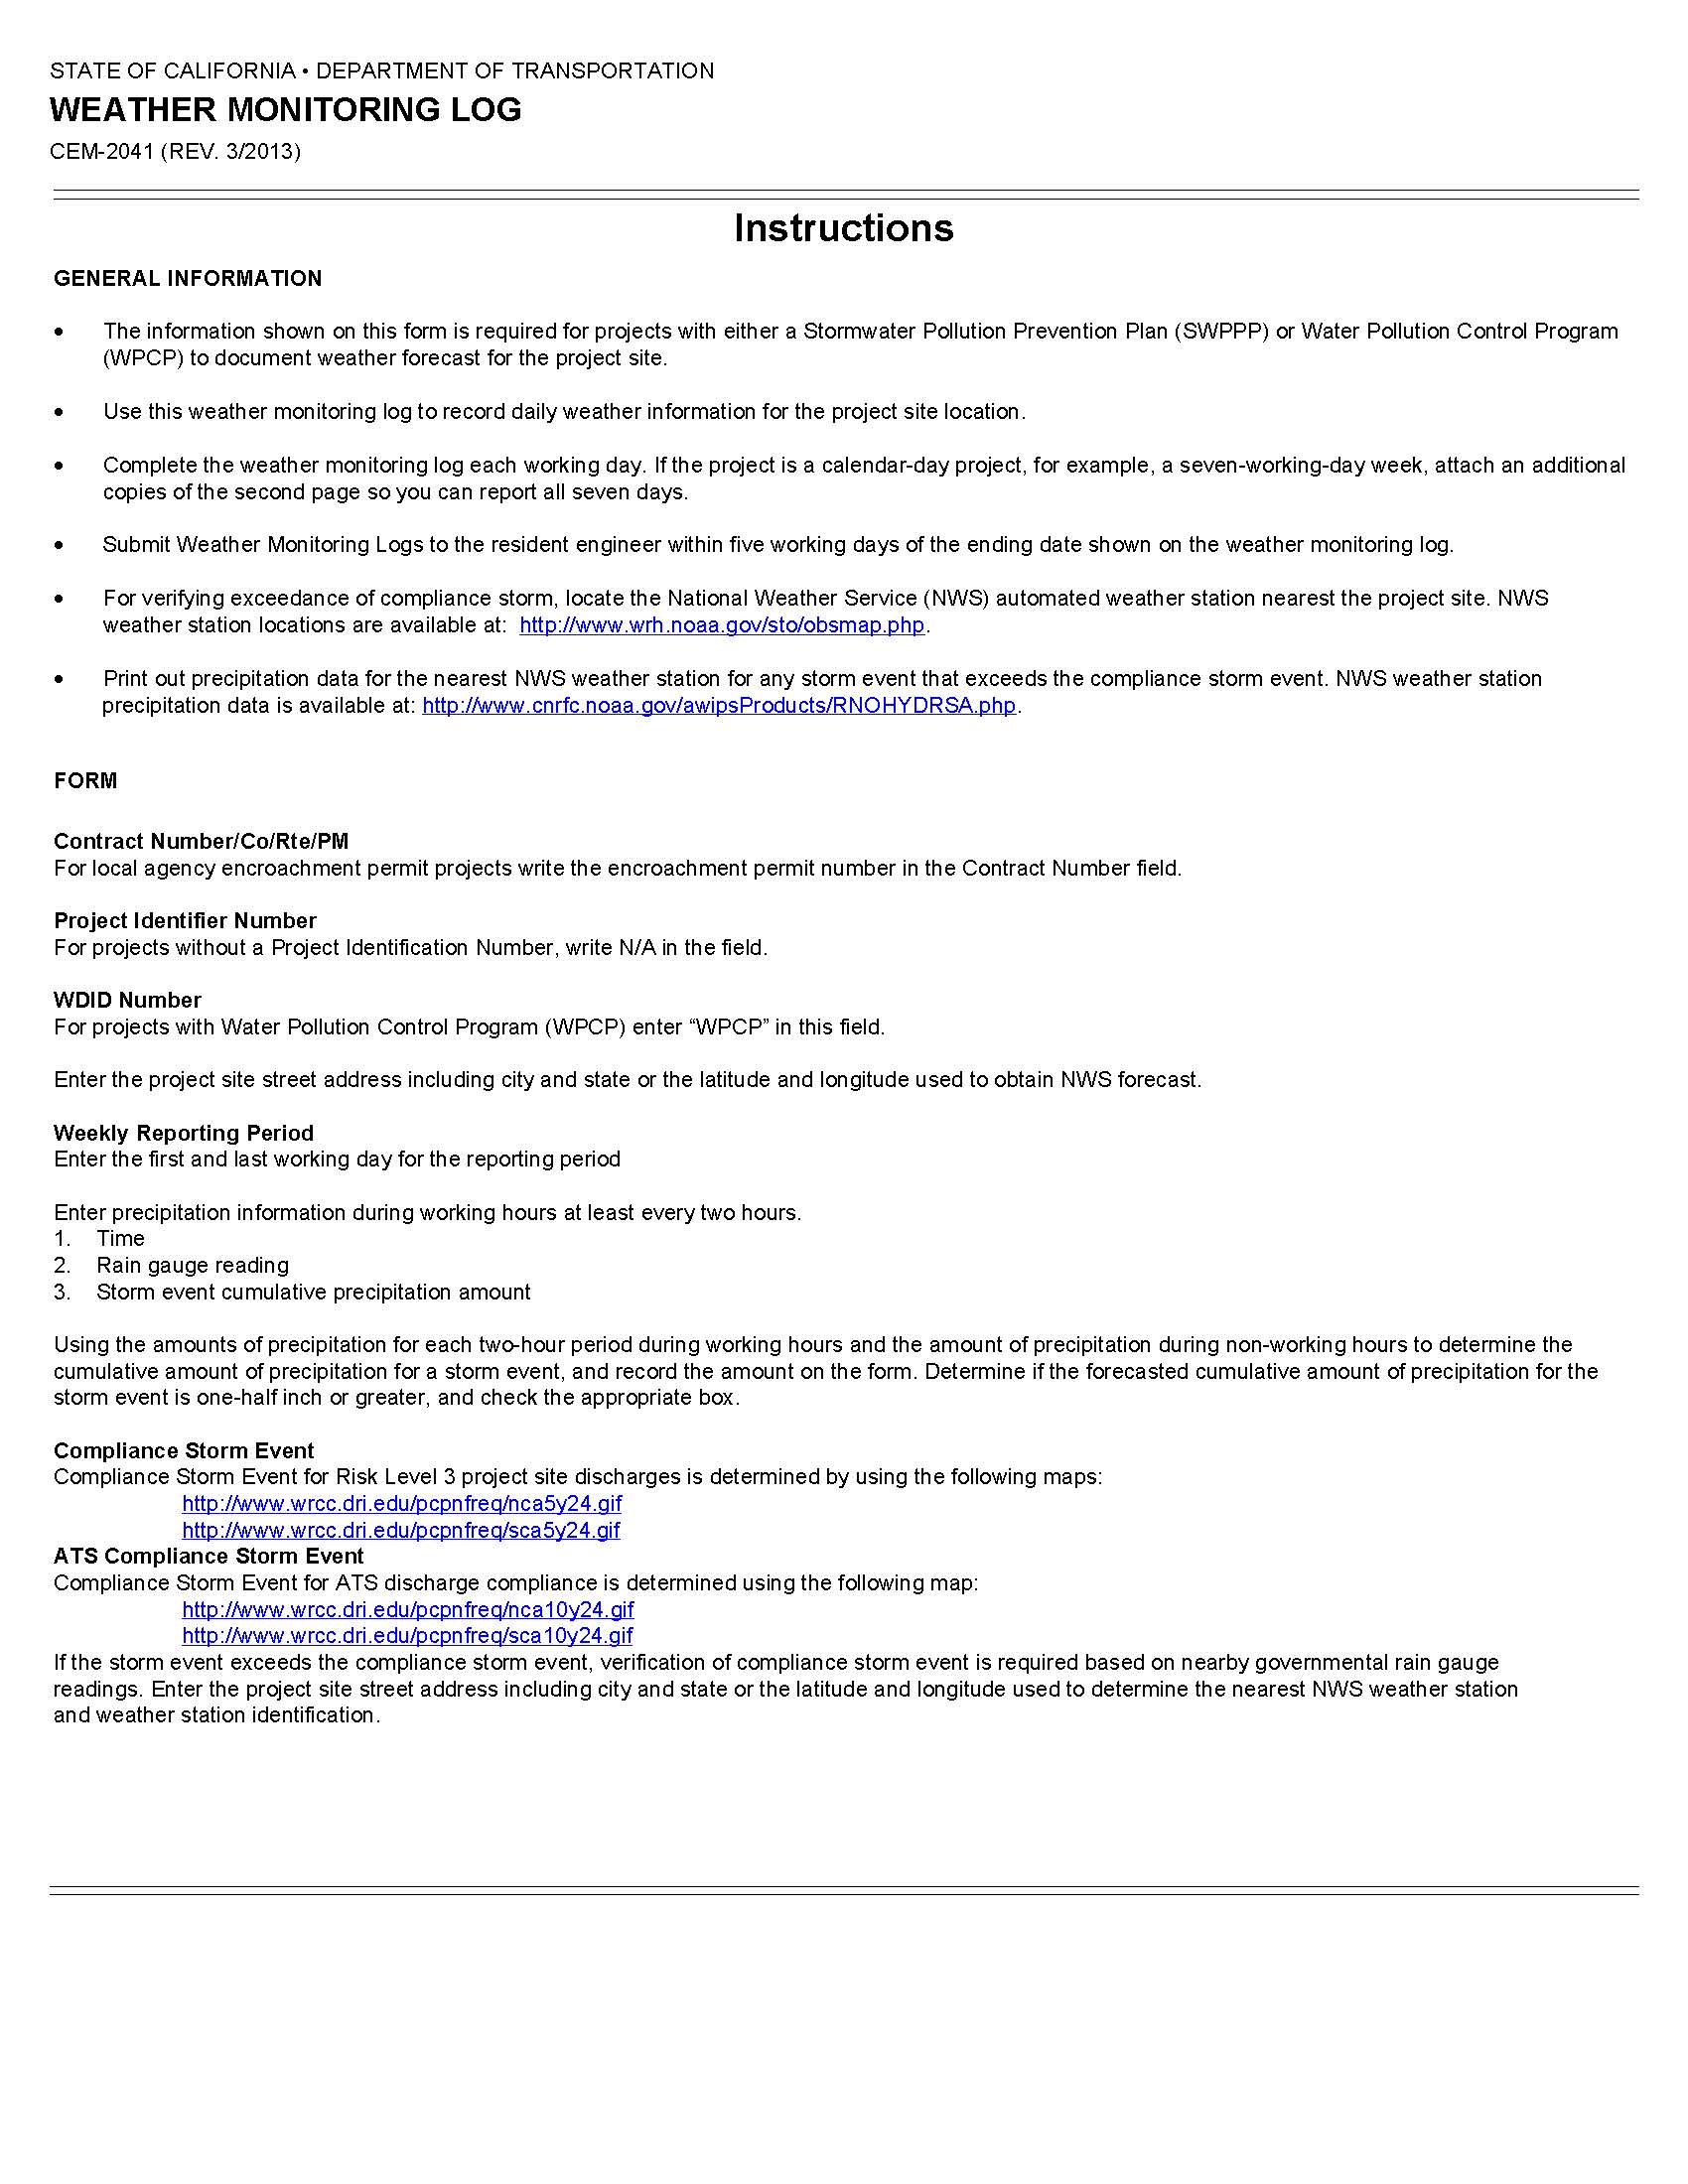 STATE OF CALIFORNIA • DEPARTMENT OF TRANSPORTATION
WEATHER MONITORING LOG
CEM-2041 (REV. 3/2013)
Instructions
GENERAL INFORMATION
• The information shown on this form is required for projects with either a Stormwater Pollution Prevention Plan (SWPPP) or Water Pollution Control Program
(WPCP) to document weather forecast for the project site.
• Use this weather monitoring log to record daily weather information for the project site location.
• Complete the weather monitoring log each working day. If the project is a calendar-day project, for example, a seven-working-day week, attach an additional
copies of the second page so you can report all seven days.
• Submit Weather Monitoring Logs to the resident engineer within five working days of the ending date shown on the weather monitoring log.
• For verifying exceedance of compliance storm, locate the National Weather Service (NWS) automated weather station nearest the project site. NWS
weather station locations are available at: http://www.wrh.noaa.gov/sto/obsmap.php.
• Print out precipitation data for the nearest NWS weather station for any storm event that exceeds the compliance storm event. NWS weather station
precipitation data is available at: http://www.cnrfc.noaa.gov/awipsProducts/RNOHYDRSA.php.
FORM
Contract Number/Co/Rte/PM
For local agency encroachment permit projects write the encroachment permit number in the Contract Number field.
Project Identifier Number
For projects without a Project Identification Number, write N/A in the field.
WDID Number
For projects with Water Pollution Control Program (WPCP) enter “WPCP” in this field.
Enter the project site street address including city and state or the latitude and longitude used to obtain NWS forecast.
Weekly Reporting Period
Enter the first and last working day for the reporting period
Enter precipitation information during working hours at least every two hours.
1. Time
2. Rain gauge reading
3. Storm event cumulative precipitation amount
Using the amounts of precipitation for each two-hour period during working hours and the amount of precipitation during non-working hours to determine the
cumulative amount of precipitation for a storm event, and record the amount on the form. Determine if the forecasted cumulative amount of precipitation for the
storm event is one-half inch or greater, and check the appropriate box.
Compliance Storm Event
Compliance Storm Event for Risk Level 3 project site discharges is determined by using the following maps:
http://www.wrcc.dri.edu/pcpnfreq/nca5y24.gif
http://www.wrcc.dri.edu/pcpnfreq/sca5y24.gif
ATS Compliance Storm Event
Compliance Storm Event for ATS discharge compliance is determined using the following map:
http://www.wrcc.dri.edu/pcpnfreq/nca10y24.gif
http://www.wrcc.dri.edu/pcpnfreq/sca10y24.gif
If the storm event exceeds the compliance storm event, verification of compliance storm event is required based on nearby governmental rain gauge
readings. Enter the project site street address including city and state or the latitude and longitude used to determine the nearest NWS weather station
and weather station identification.